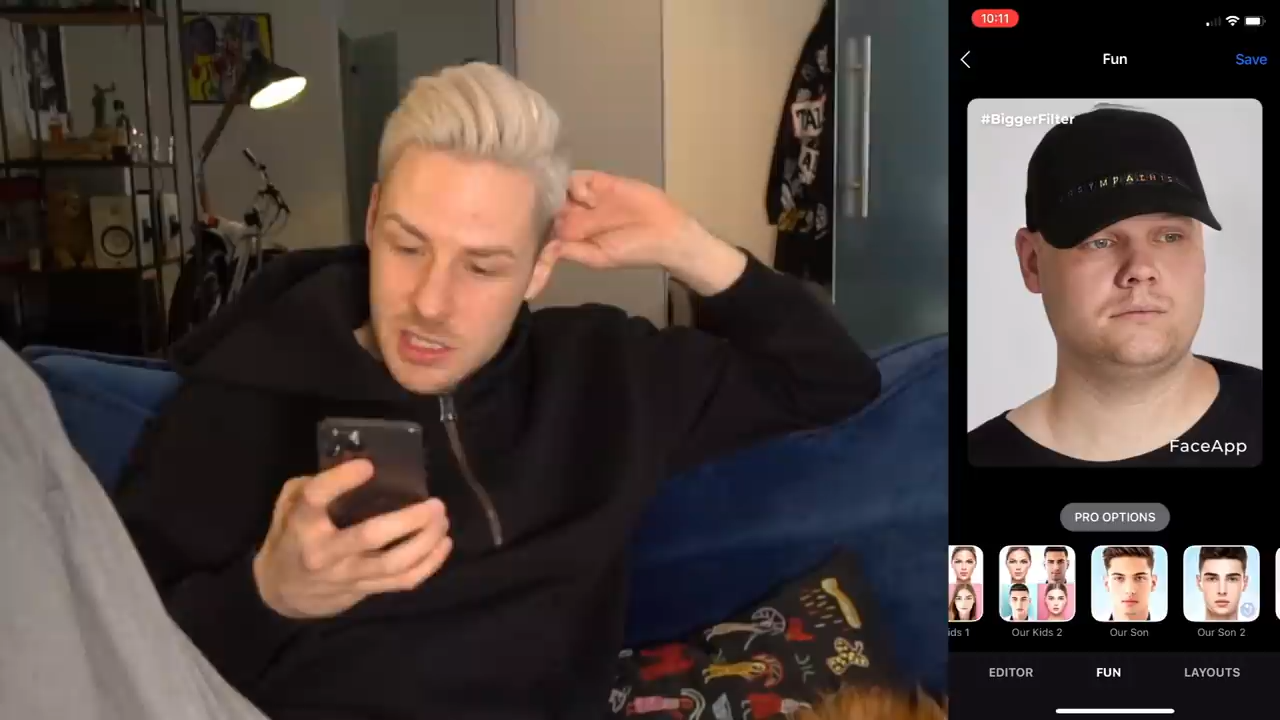 10:11
Fun
Save
#BiggerFilter
FaceApp
PRO OPTIONS
ids 1
Our Kids 2
Our Son
Our Son 2
EDITOR
FUN
LAYOUTS